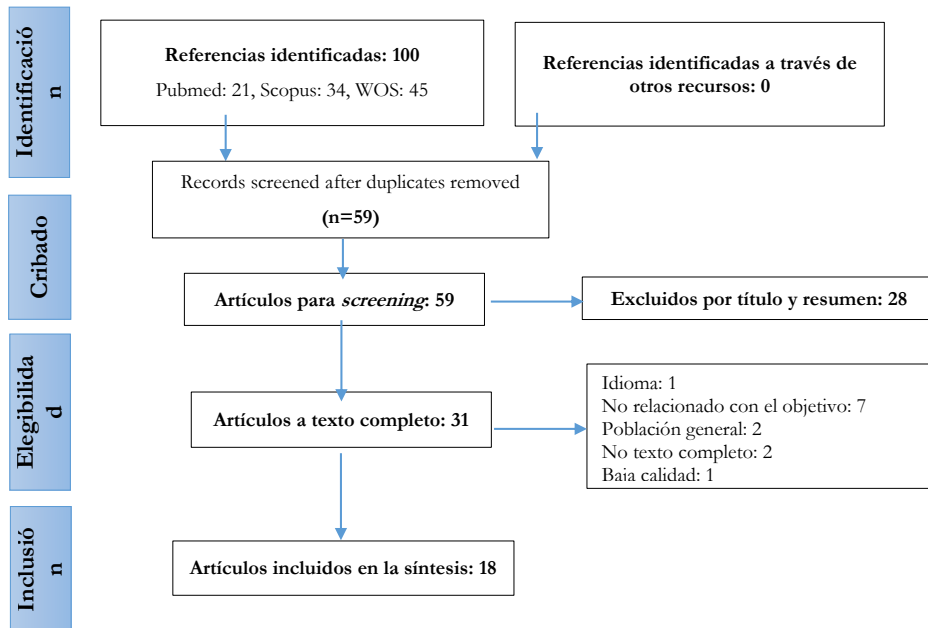 Identificació
n
Referencias identificadas: 100
Pubmed: 21, Scopus: 34, WOS: 45
Referencias identificadas a través de
otros recursos: 0
Records screened after duplicates removed
(n=59)
Cribado
Artículos para screening: 59
Excluidos por título y resumen: 28
Elegibilida
d
Artículos a texto completo: 31
Idioma: 1
No relacionado con el objetivo: 7
Población general: 2
No texto completo: 2
Baja calidad: 1
Inclusió
n
Artículos incluidos en la síntesis: 18